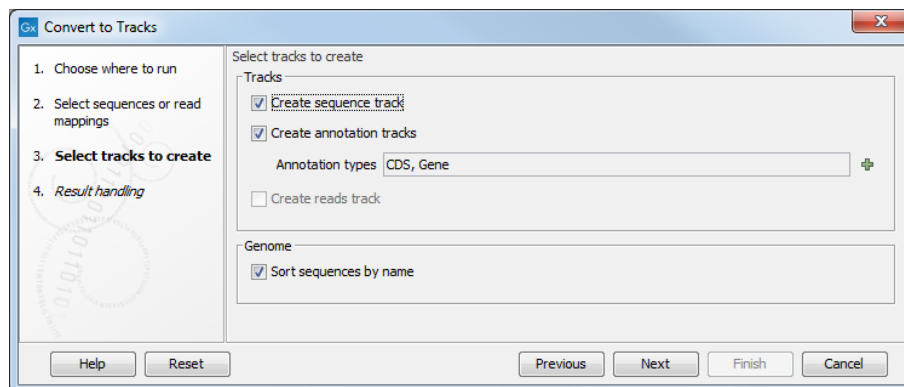 Gx Convert to Tracks
Select tracks to create
1. Choose where to run
2. Select sequences or read
mappings
3. Select tracks to create
4. Result handling
Tracks
Create sequence track
Create annotation tracks
Annotation types CDS, Gene
Create reads track
Genome
Sort sequences by name
Help Reset Previous Next Finish Cancel